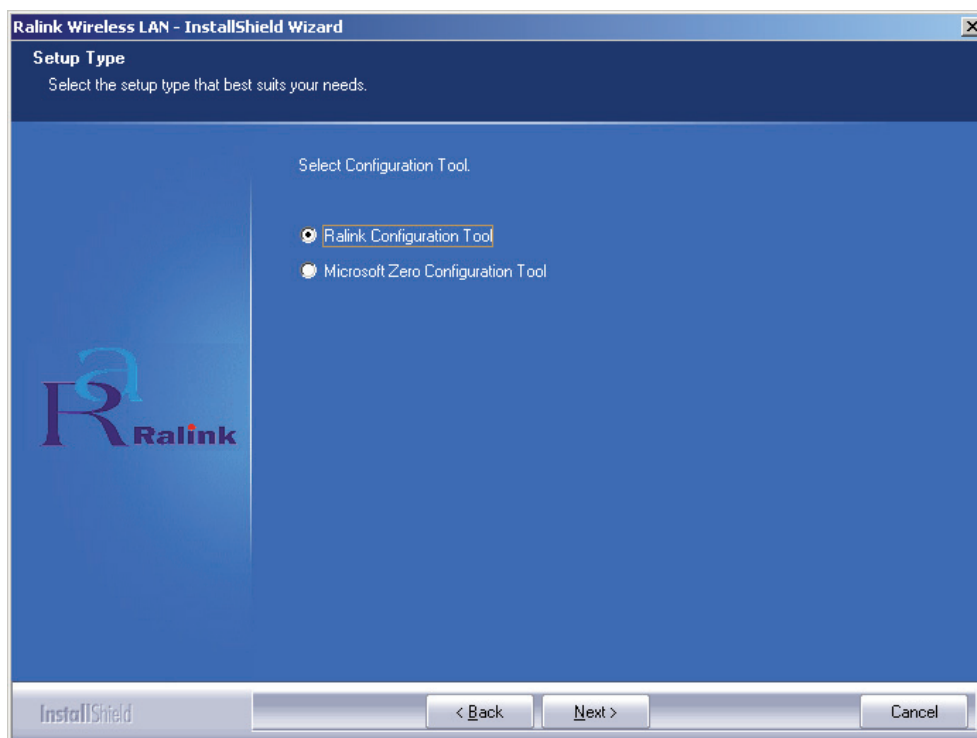 Ralink Wireless LAN - InstallShield Wizard
Setup Type
Select the setup type that best suits your needs.
Select Configuration Tool.
Ralink Configuration Tool
Microsoft Zero Configuration Tool
Ra
Ralink
InstallShield
< Back
Next >
Cancel